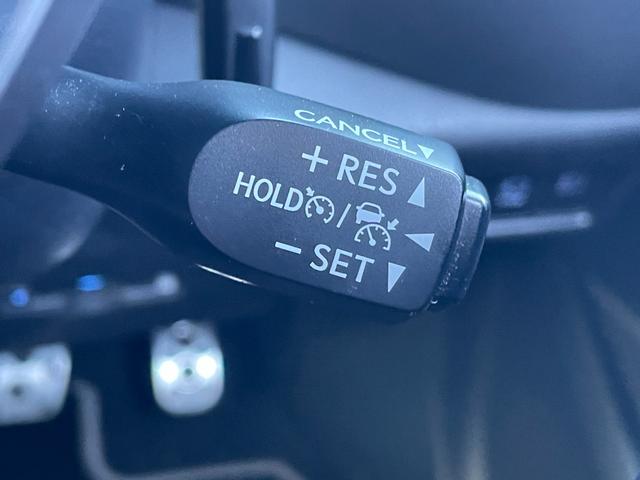 CANCEL▼
+ RES ▲
HOLD / ◀
− SET ▼